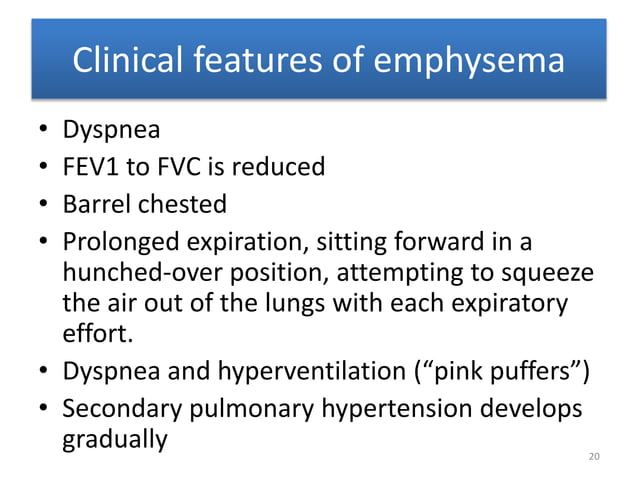 Clinical features of emphysema
• Dyspnea
• FEV1 to FVC is reduced
• Barrel chested
• Prolonged expiration, sitting forward in a
hunched-over position, attempting to squeeze
the air out of the lungs with each expiratory
effort.
• Dyspnea and hyperventilation (“pink puffers”)
• Secondary pulmonary hypertension develops
gradually
20